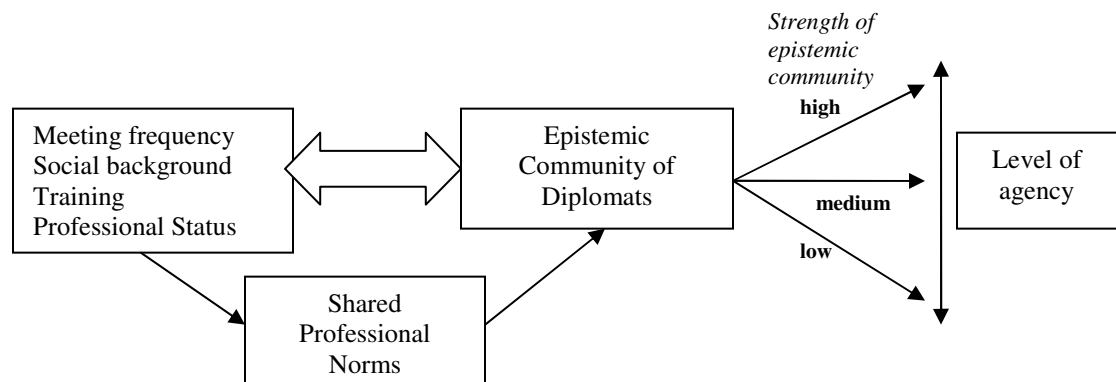 Meeting frequency
Social background
Training
Professional Status
Shared
Professional
Norms
Epistemic
Community of
Diplomats
Strength of
epistemic
community
high
medium
low
Level of
agency